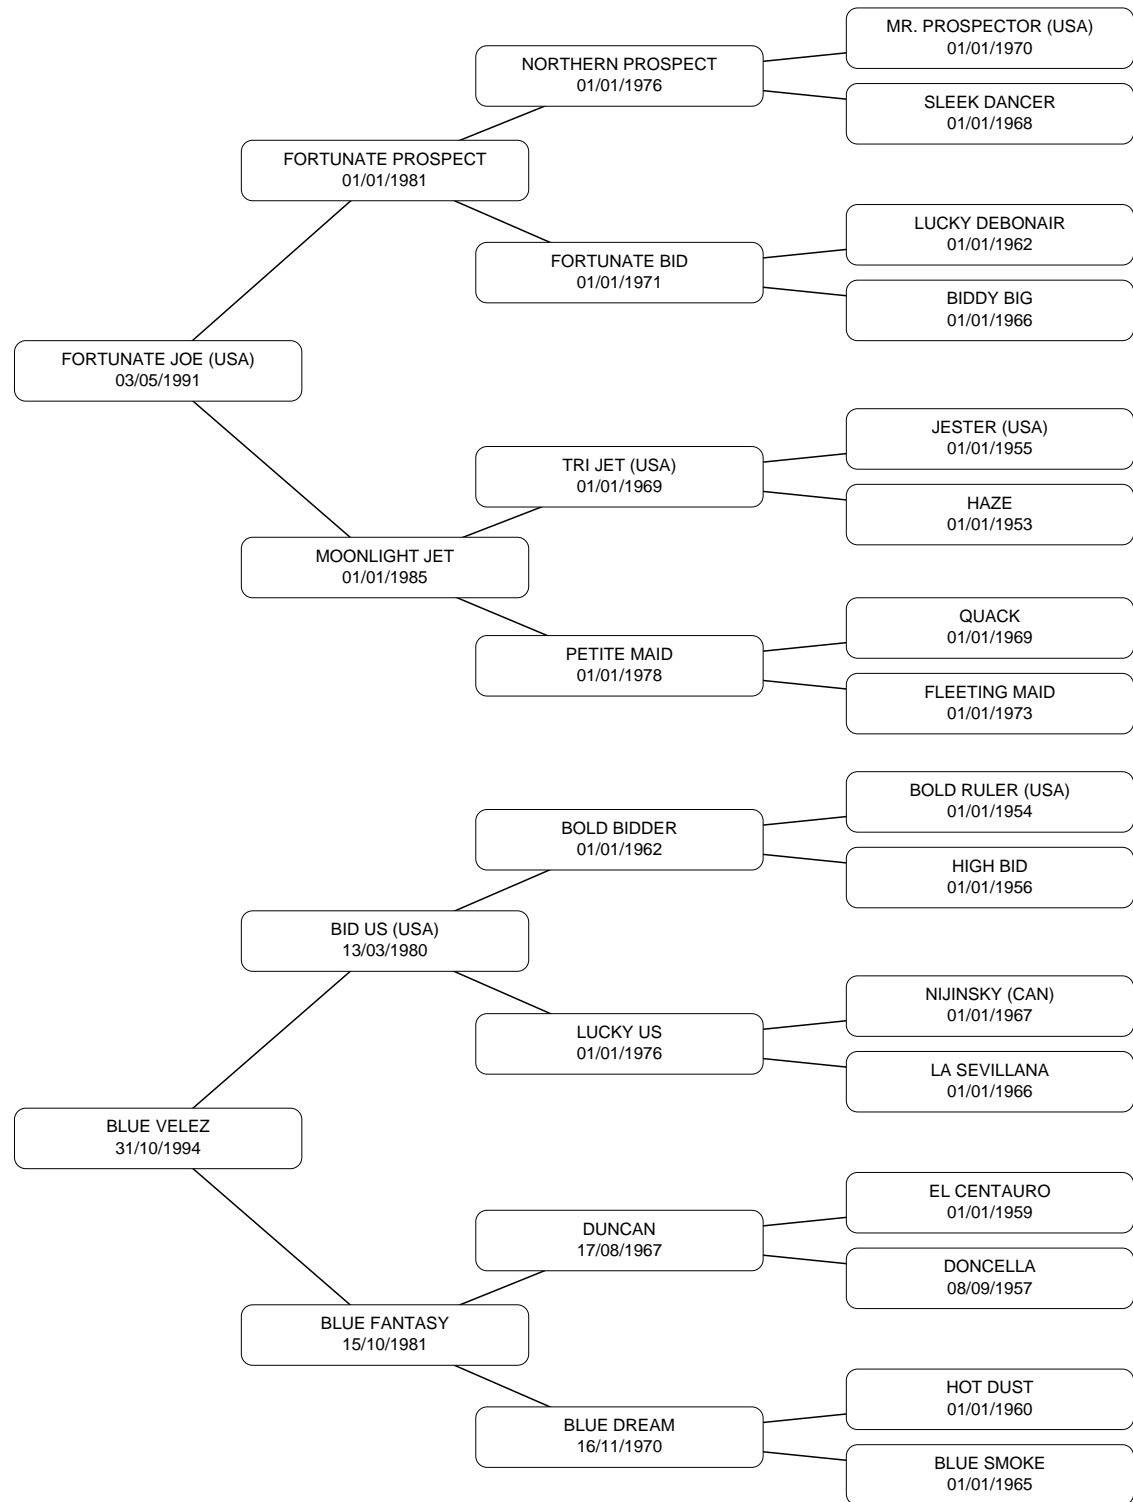 MR. PROSPECTOR (USA)
01/01/1970
NORTHERN PROSPECT
01/01/1976
SLEEK DANCER
01/01/1968
FORTUNATE PROSPECT
01/01/1981
LUCKY DEBONAIR
01/01/1962
FORTUNATE BID
01/01/1971
BIDDY BIG
01/01/1966
FORTUNATE JOE (USA)
03/05/1991
JESTER (USA)
01/01/1955
TRI JET (USA)
01/01/1969
HAZE
01/01/1953
MOONLIGHT JET
01/01/1985
QUACK
01/01/1969
PETITE MAID
01/01/1978
FLEETING MAID
01/01/1973
BOLD RULER (USA)
01/01/1954
BOLD BIDDER
01/01/1962
HIGH BID
01/01/1956
BID US (USA)
13/03/1980
NIJINSKY (CAN)
01/01/1967
LUCKY US
01/01/1976
LA SEVILLANA
01/01/1966
BLUE VELEZ
31/10/1994
EL CENTAURO
01/01/1959
DUNCAN
17/08/1967
DONCELLA
08/09/1957
BLUE FANTASY
15/10/1981
HOT DUST
01/01/1960
BLUE DREAM
16/11/1970
BLUE SMOKE
01/01/1965